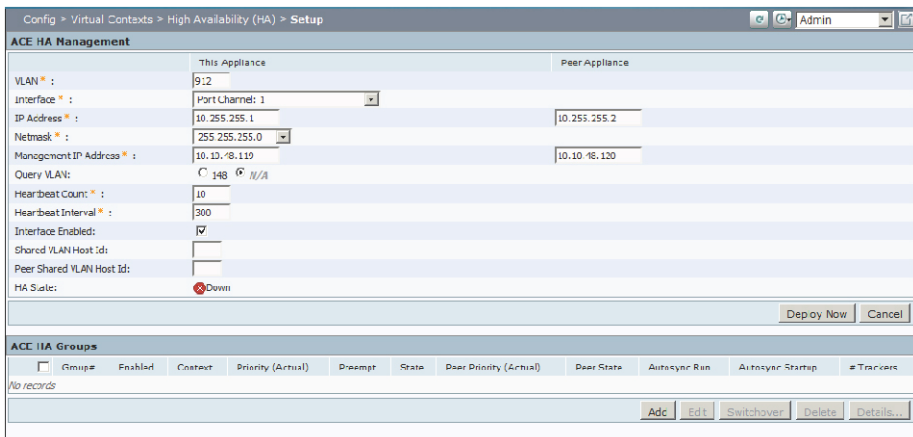 Config > Virtual Contexts > High Availability (HA) > Setup
Admin
ACE HA Management
This Appliance Peer Appliance
VLAN * : 912
Interface * : Port Channel: 1
IP Address * : 10.255.255.1 10.255.255.2
Netmask * : 255.255.255.0
Management IP Address * : 10.10.48.119 10.10.48.120
Query VLAN: 148 N/A
Heartbeat Count * : 10
Heartbeat Interval * : 300
Interface Enabled:
Shared VLAN Host Id:
Peer Shared VLAN Host Id:
HA State: Down
Deploy Now Cancel
ACE HA Groups
Group# Enabled Context Priority (Actual) Preempt State Peer Priority (Actual) Peer State Autosync Run Autosync Startup # Trackers
No records
Add Edit Switchover Delete Details...